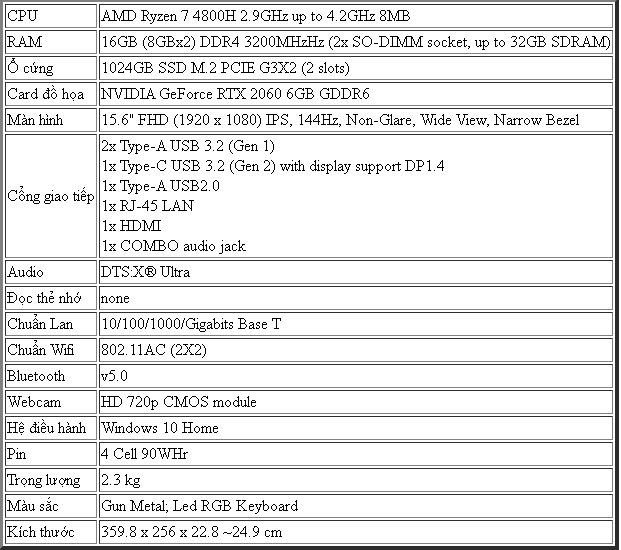 CPU AMD Ryzen 7 4800H 2.9GHz up to 4.2GHz 8MB
RAM 16GB (8GBx2) DDR4 3200MHzHz (2x SO-DIMM socket, up to 32GB SDRAM)
Ổ cứng 1024GB SSD M.2 PCIE G3X2 (2 slots)
Card đồ họa NVIDIA GeForce RTX 2060 6GB GDDR6
Màn hình 15.6" FHD (1920 x 1080) IPS, 144Hz, Non-Glare, Wide View, Narrow Bezel
Cổng giao tiếp
2x Type-A USB 3.2 (Gen 1)
1x Type-C USB 3.2 (Gen 2) with display support DP1.4
1x Type-A USB2.0
1x RJ-45 LAN
1x HDMI
1x COMBO audio jack
Audio DTS:X® Ultra
Đọc thẻ nhớ none
Chuẩn Lan 10/100/1000/Gigabits Base T
Chuẩn Wifi 802.11AC (2X2)
Bluetooth v5.0
Webcam HD 720p CMOS module
Hệ điều hành Windows 10 Home
Pin 4 Cell 90WHr
Trọng lượng 2.3 kg
Màu sắc Gun Metal; Led RGB Keyboard
Kích thước 359.8 x 256 x 22.8 ~24.9 cm